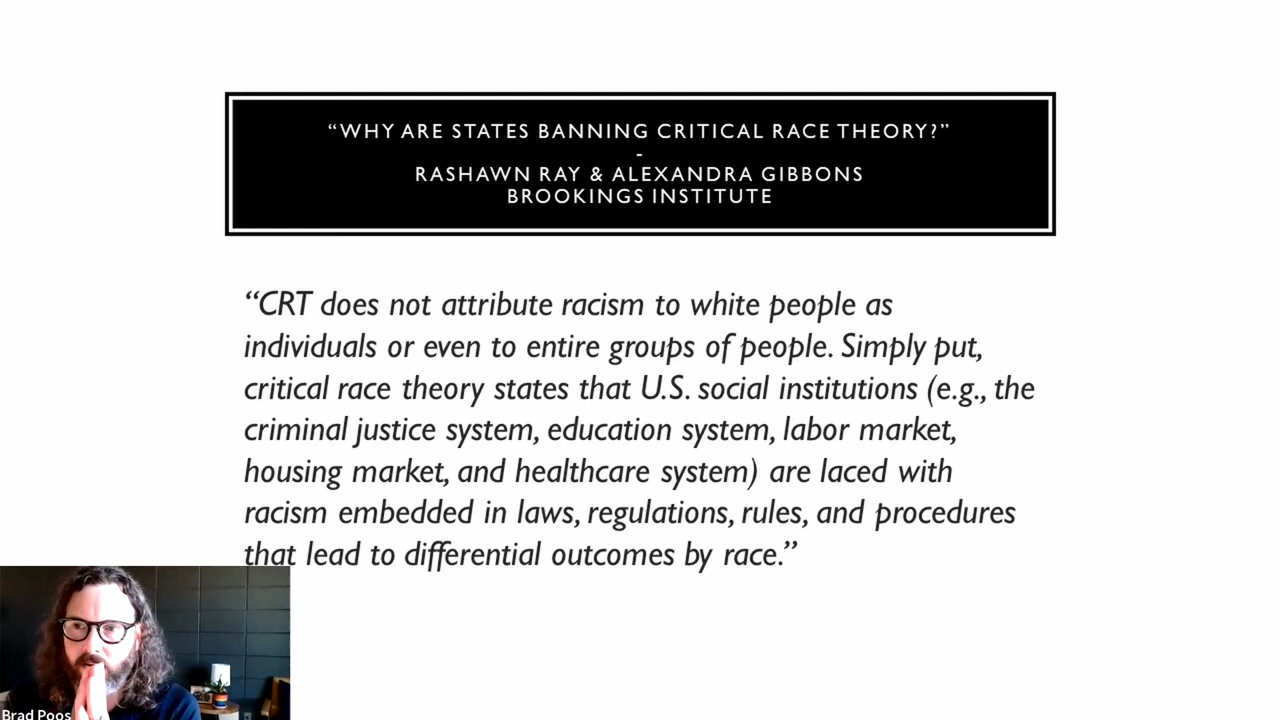 “WHY ARE STATES BANNING CRITICAL RACE THEORY?”
-
RASHAWN RAY & ALEXANDRA GIBBONS
BROOKINGS INSTITUTE
“CRT does not attribute racism to white people as
individuals or even to entire groups of people. Simply put,
critical race theory states that U.S. social institutions (e.g., the
criminal justice system, education system, labor market,
housing market, and healthcare system) are laced with
racism embedded in laws, regulations, rules, and procedures
that lead to differential outcomes by race.”
Brad Poos